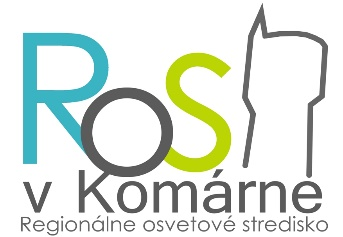 RoS
v Komárne
Regionálne osvetové stredisko